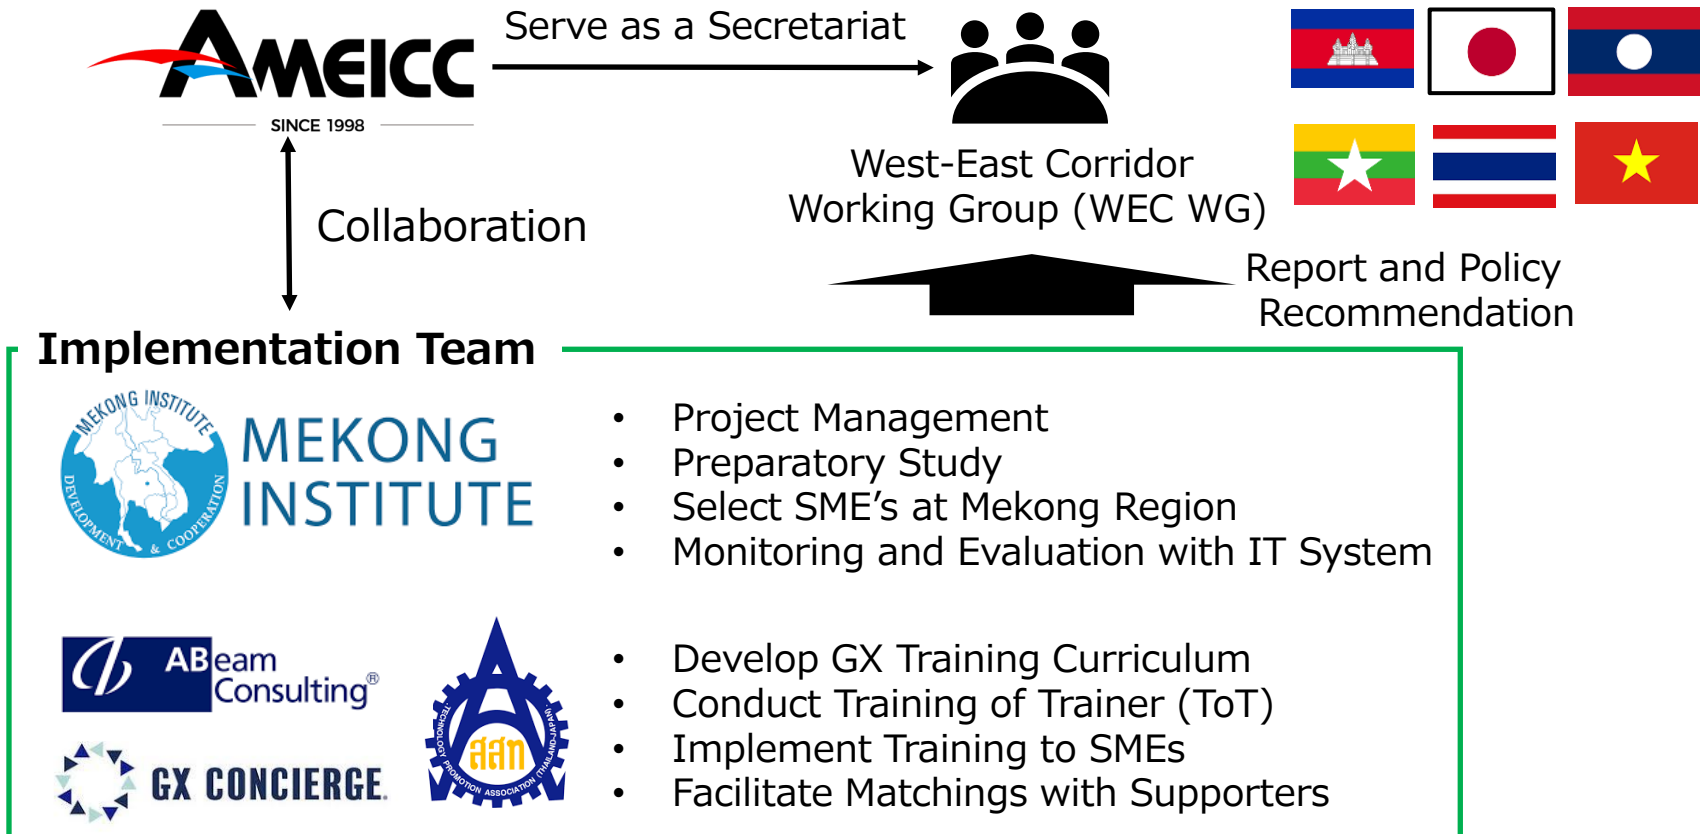 AMEICC
SINCE 1998
Serve as a Secretariat
West-East Corridor
Working Group (WEC WG)
Collaboration
Report and Policy
Recommendation
Implementation Team
MEKONG INSTITUTE
DEVELOPMENT & COOPERATION
MEKONG
INSTITUTE
• Project Management
• Preparatory Study
• Select SME’s at Mekong Region
• Monitoring and Evaluation with IT System
ABeam
Consulting®
GX CONCIERGE.
สสท
TECHNOLOGY PROMOTION ASSOCIATION (THAILAND-JAPAN)
• Develop GX Training Curriculum
• Conduct Training of Trainer (ToT)
• Implement Training to SMEs
• Facilitate Matchings with Supporters